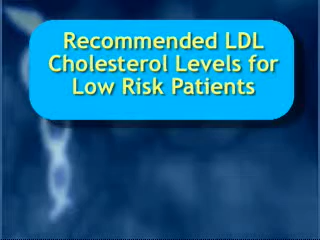 Recommended LDL
Cholesterol Levels for
Low Risk Patients